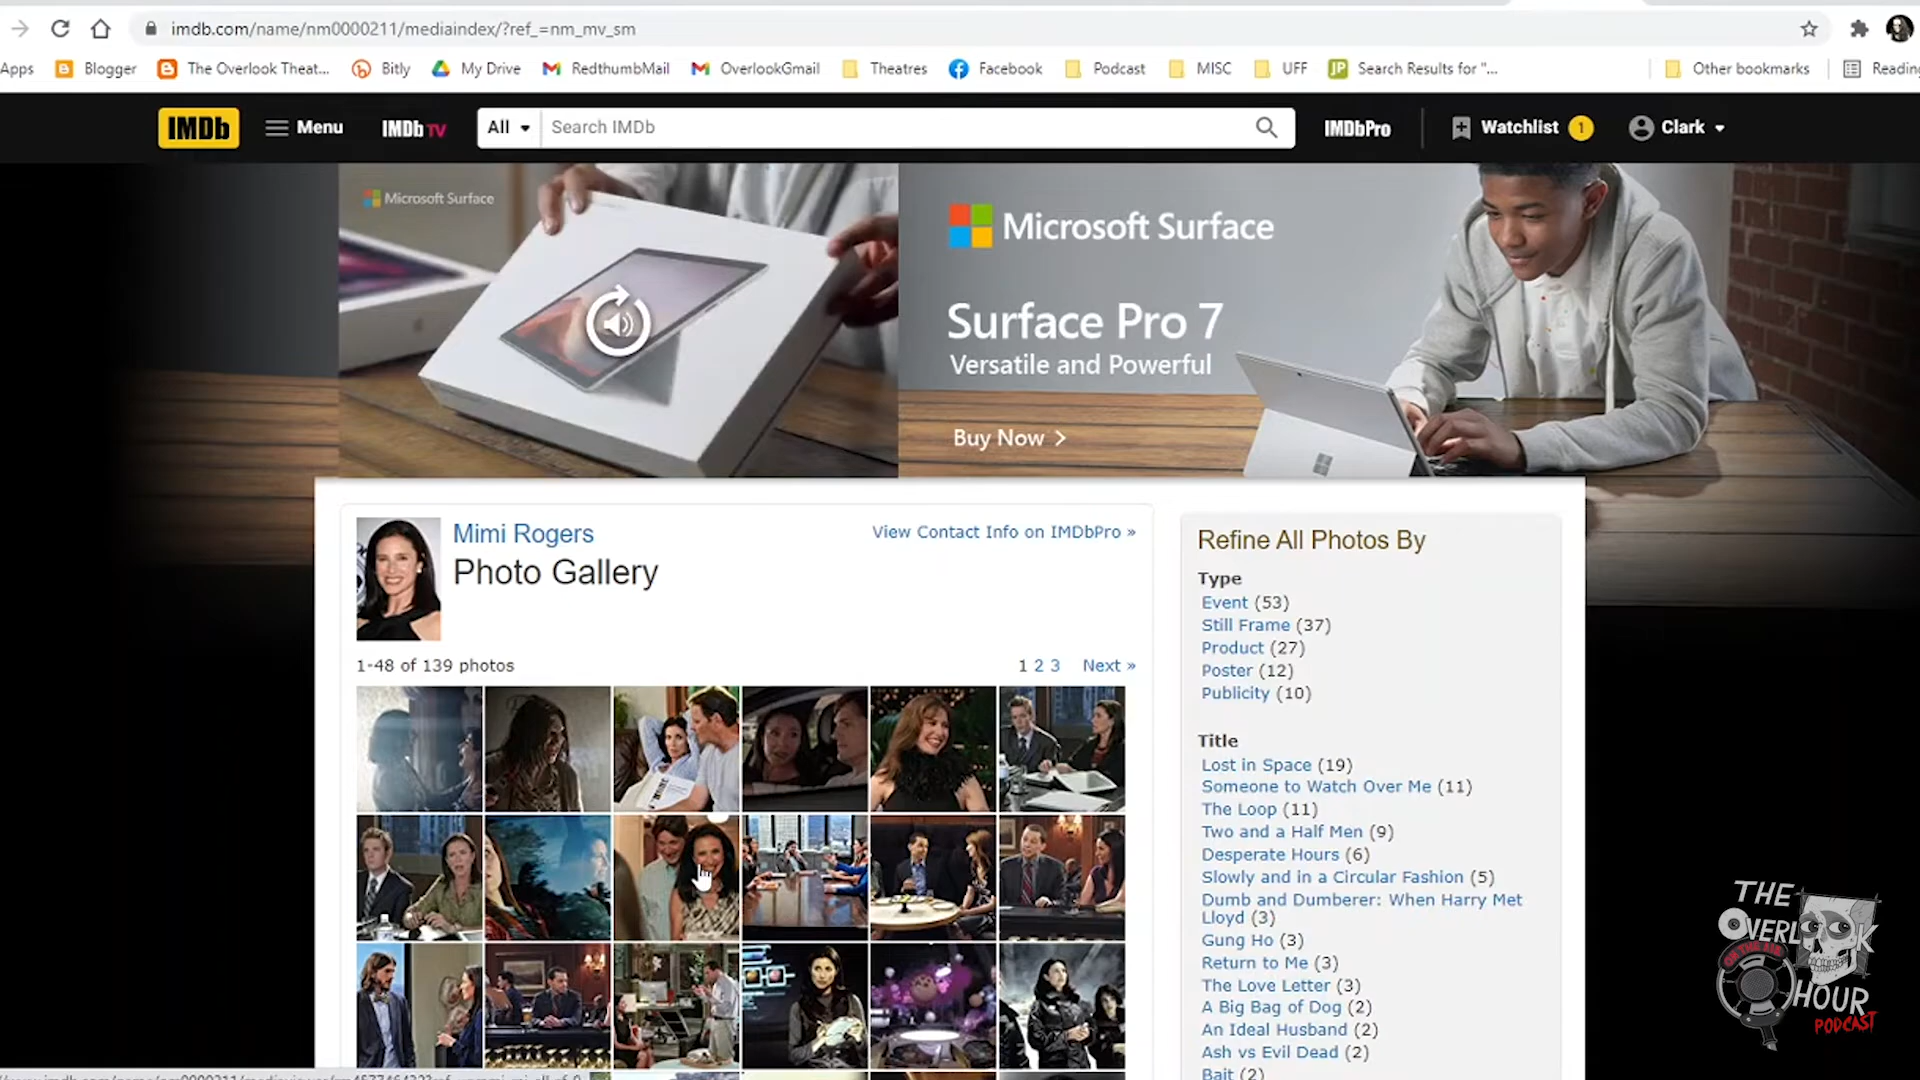 imdb.com/name/nm0000211/mediaindex/?ref_=nm_mv_sm
Apps Blogger The Overlook Theat... Bitly My Drive RedthumbMail OverlookGmail Theatres Facebook Podcast MISC UFF JP Search Results for "... Other bookmarks Reading
IMDb Menu IMDb TV All Search IMDb IMDbPro Watchlist 1 Clark
Microsoft Surface
Microsoft Surface
Surface Pro 7
Versatile and Powerful
Buy Now >
Mimi Rogers
View Contact Info on IMDbPro »
Photo Gallery
1-48 of 139 photos
1 2 3 Next »
Refine All Photos By
Type
Event (53)
Still Frame (37)
Product (27)
Poster (12)
Publicity (10)
Title
Lost in Space (19)
Someone to Watch Over Me (11)
The Loop (11)
Two and a Half Men (9)
Desperate Hours (6)
Slowly and in a Circular Fashion (5)
Dumb and Dumberer: When Harry Met
Lloyd (3)
Gung Ho (3)
Return to Me (3)
The Love Letter (3)
A Big Bag of Dog (2)
An Ideal Husband (2)
Ash vs Evil Dead (2)
Bait (2)
THE
OVERLOOK
ON THE AIR
HOUR
PODCAST